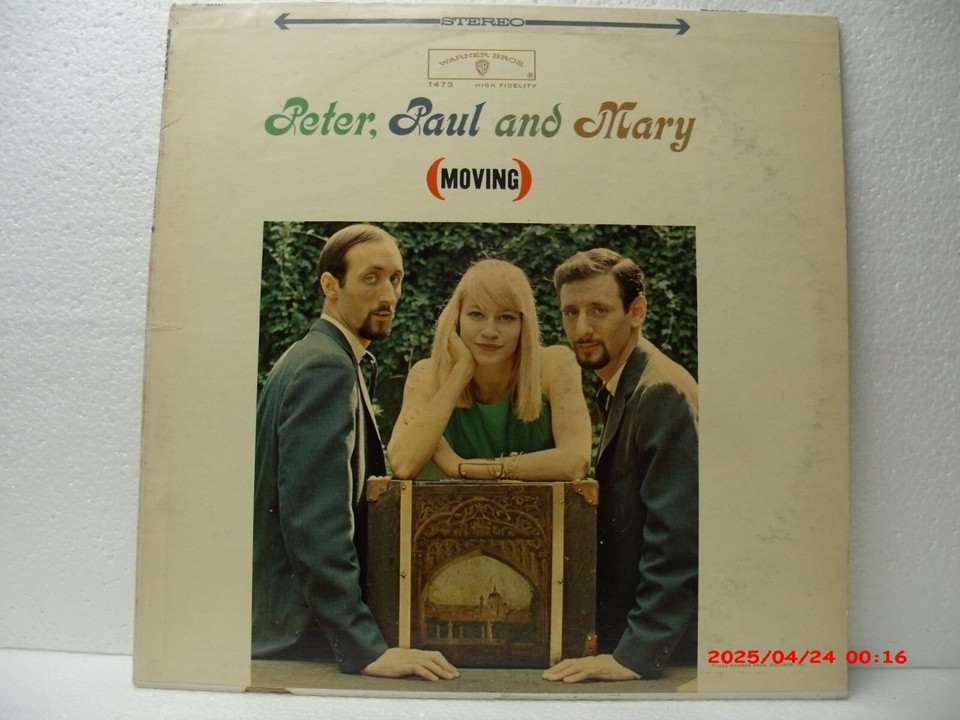 STEREO
WARNER BROS
1473 HIGH FIDELITY
Peter, Paul and Mary
(MOVING)
2025/04/24 00:16